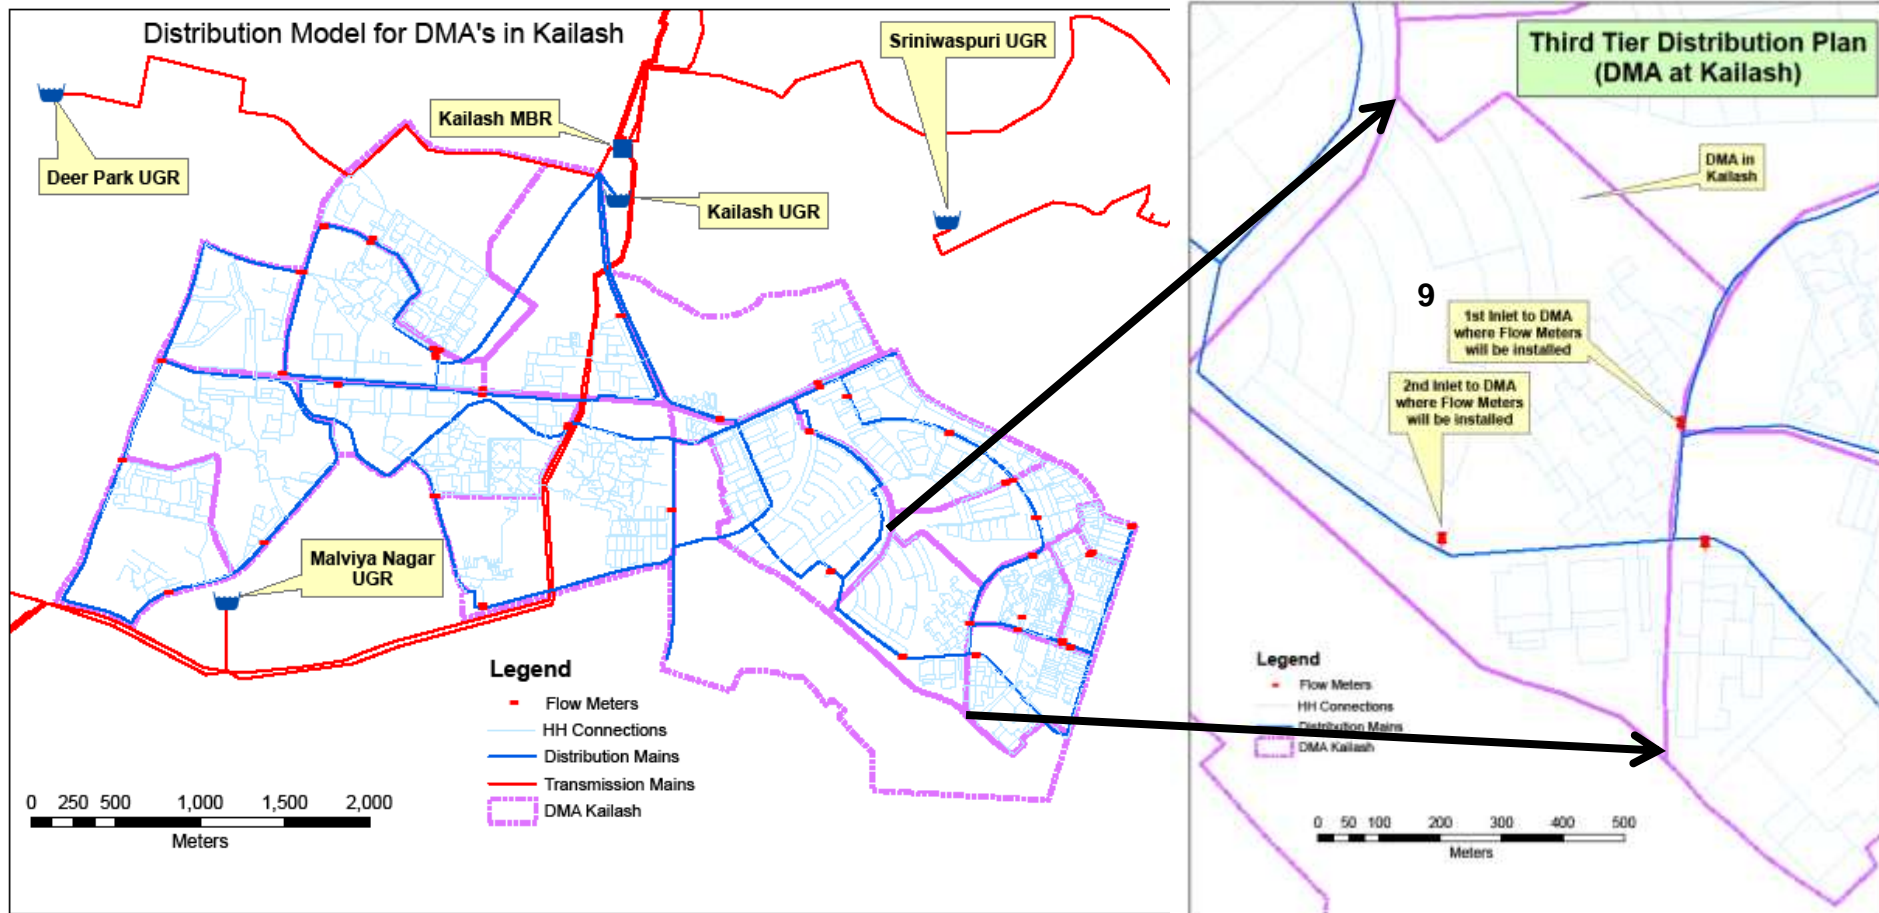 Distribution Model for DMA's in Kailash
Deer Park UGR
Kailash MBR
Sriniwaspuri UGR
Kailash UGR
Malviya Nagar
UGR
Legend
Flow Meters
HH Connections
Distribution Mains
Transmission Mains
DMA Kailash
0 250 500 1,000 1,500 2,000
Meters
Third Tier Distribution Plan
(DMA at Kailash)
DMA in
Kailash
9
1st Inlet to DMA
where Flow Meters
will be installed
2nd Inlet to DMA
where Flow Meters
will be installed
Legend
Flow Meters
HH Connections
Distribution Mains
DMA Kailash
0 50 100 200 300 400 500
Meters